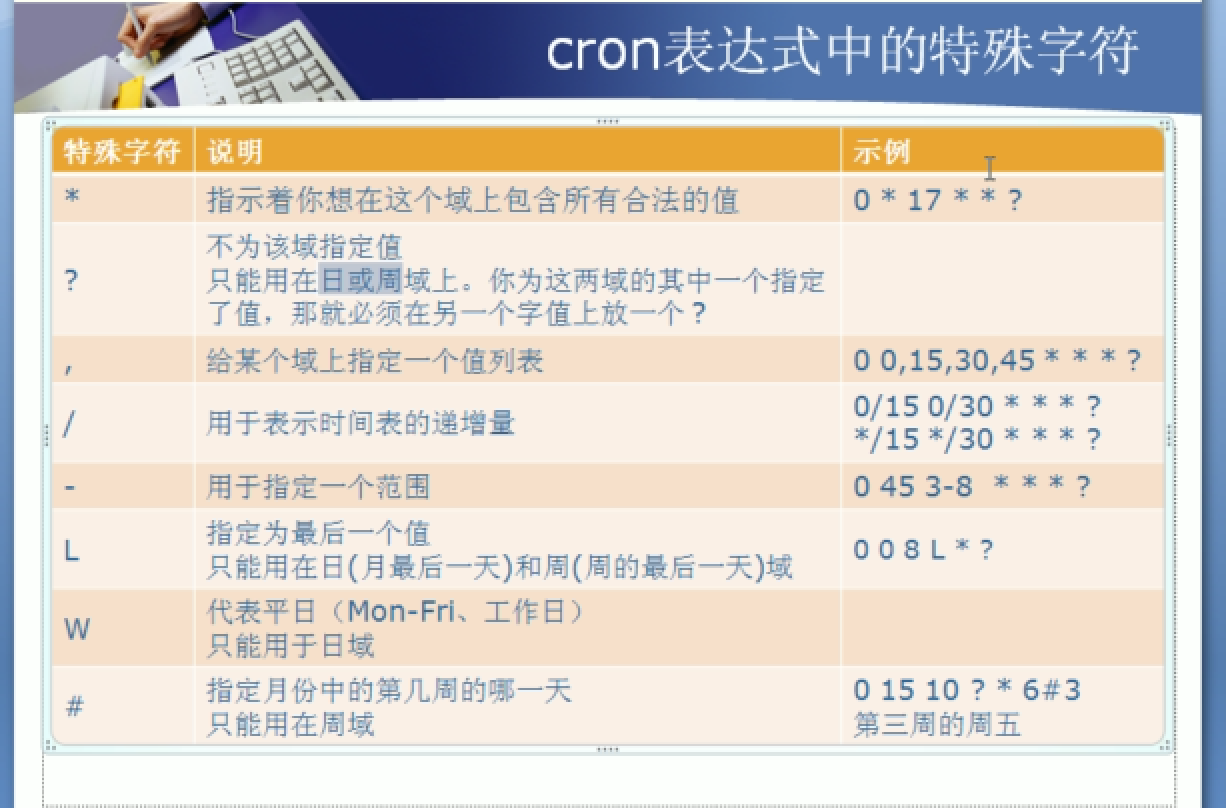 cron表达式中的特殊字符
特殊字符 说明 示例
* 指示着你想在这个域上包含所有合法的值 0 * 17 * * ?
不为该域指定值
? 只能用在日或周域上。你为这两域的其中一个指定
了值，那就必须在另一个字值上放一个？
, 给某个域上指定一个值列表 0 0,15,30,45 * * * ?
/ 用于表示时间表的递增量 0/15 0/30 * * * ?
*/15 */30 * * * ?
- 用于指定一个范围 0 45 3-8 * * * ?
L 指定为最后一个值 0 0 8 L * ?
只能用在日(月最后一天)和周(周的最后一天)域
W 代表平日（Mon-Fri、工作日）
只能用于日域
# 指定月份中的第几周的哪一天 0 15 10 ? * 6#3
只能用在周域 第三周的周五